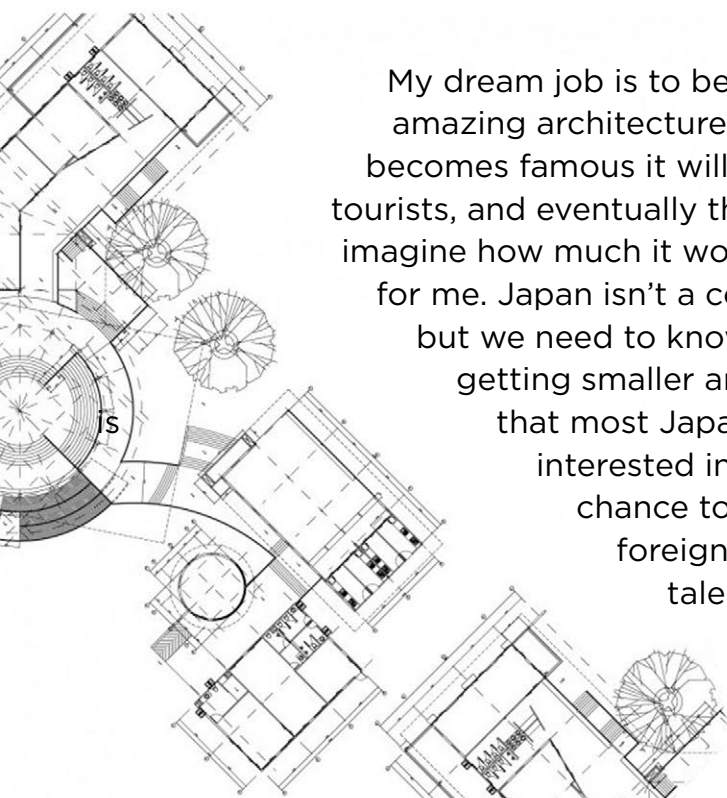 My dream job is to be
amazing architecture
becomes famous it will
tourists, and eventually th
imagine how much it wo
for me. Japan isn't a co
but we need to know
getting smaller an
is that most Japa
interested in
chance to
foreign
tale